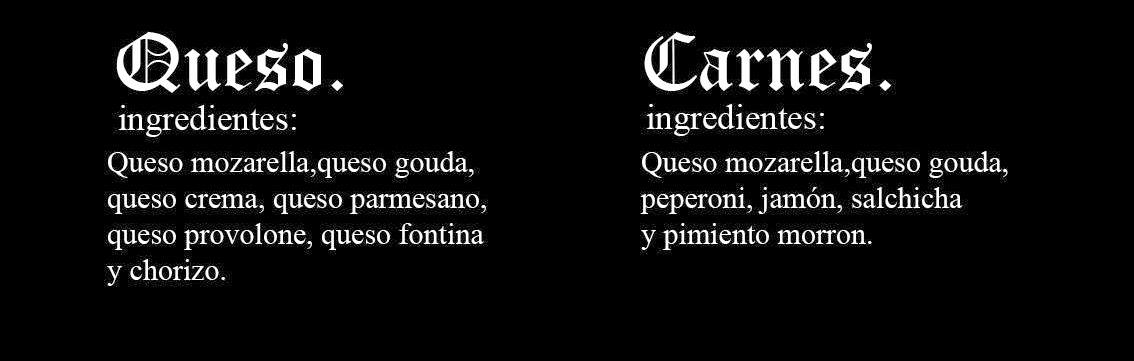 Queso.
ingredientes:
Queso mozarella,queso gouda,
queso crema, queso parmesano,
queso provolone, queso fontina
y chorizo.
Carnes.
ingredientes:
Queso mozarella,queso gouda,
peperoni, jamón, salchicha
y pimiento morron.